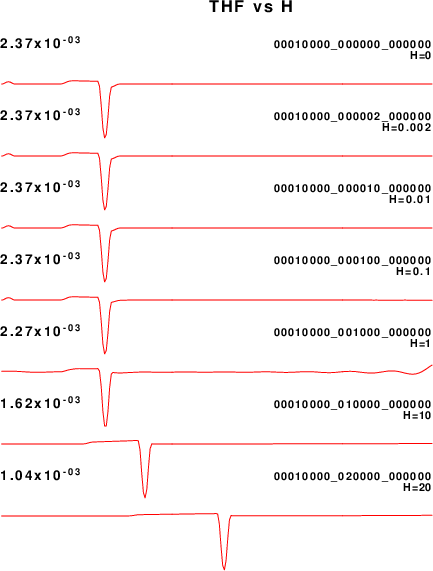 THF vs H
2.37x10⁻⁰³ 00010000_000000_000000
H=0
2.37x10⁻⁰³ 00010000_000002_000000
H=0.002
2.37x10⁻⁰³ 00010000_000010_000000
H=0.01
2.37x10⁻⁰³ 00010000_000100_000000
H=0.1
2.27x10⁻⁰³ 00010000_001000_000000
H=1
1.62x10⁻⁰³ 00010000_010000_000000
H=10
1.04x10⁻⁰³ 00010000_020000_000000
H=20